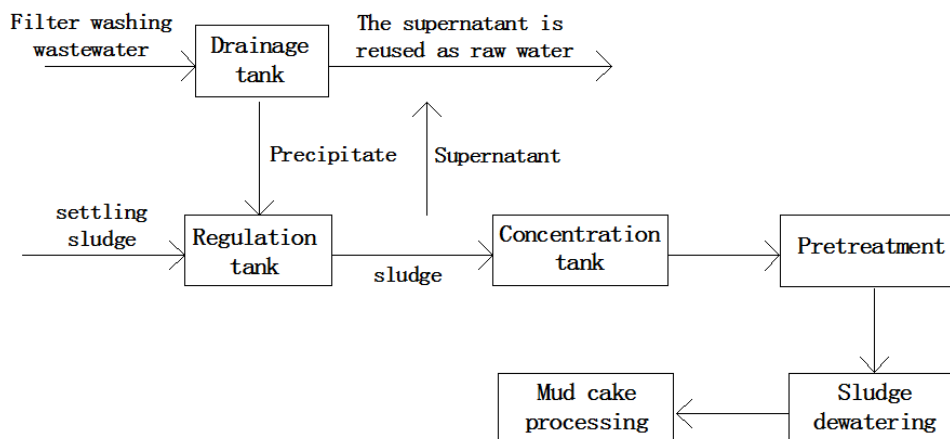 Filter washing
wastewater
Drainage
tank
The supernatant is
reused as raw water
Precipitate
Supernatant
settling
sludge
Regulation
tank
sludge
Concentration
tank
Pretreatment
Mud cake
processing
Sludge
dewatering